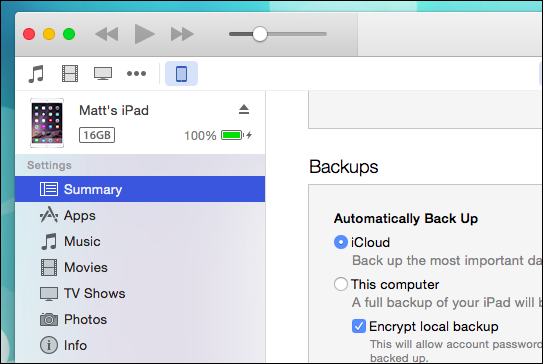 Matt's iPad
16GB
100%
Settings
Summary
Apps
Music
Movies
TV Shows
Photos
Info
Backups
Automatically Back Up
iCloud
Back up the most important da
This computer
A full backup of your iPad will b
Encrypt local backup
This will allow account password
backed up.